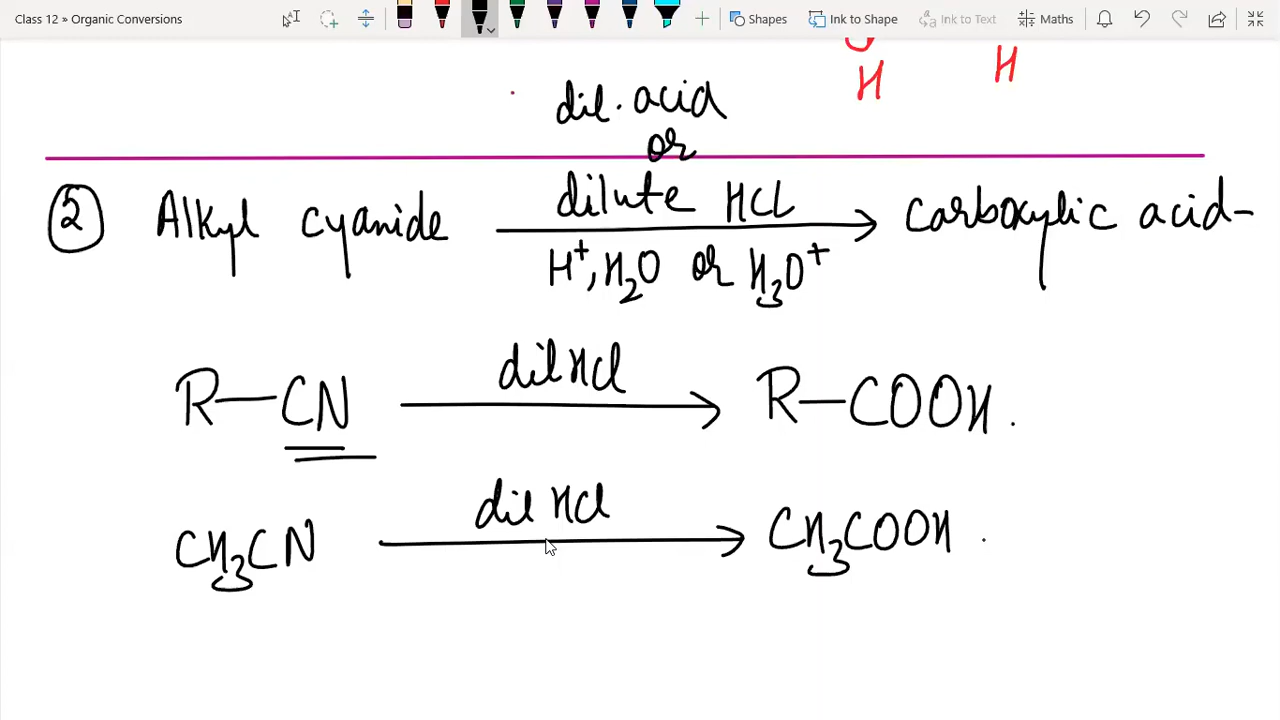 Class 12 » Organic Conversions
Shapes Ink to Shape Ink to Text Maths
H H
dil. acid
or
② Alkyl cyanide dilute HCl carboxylic acid-
H⁺, H₂O or H₃O⁺
dil HCl
R—CN R—COOH.
dil HCl
CH₃CN CH₃COOH.